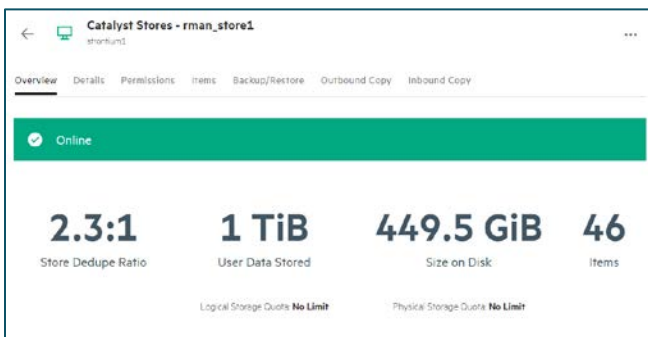 Catalyst Stores - rman_store1
strontium1
Overview Details Permissions Items Backup/Restore Outbound Copy Inbound Copy
Online
2.3:1 1 TiB 449.5 GiB 46
Store Dedupe Ratio User Data Stored Size on Disk Items
Logical Storage Quota: No Limit Physical Storage Quota: No Limit